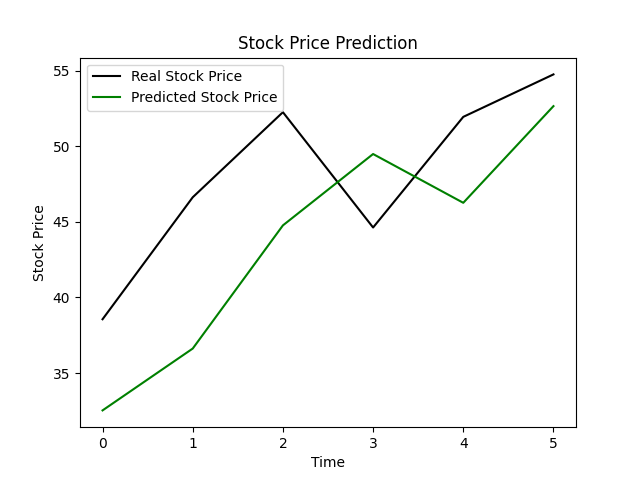 Stock Price Prediction
Real Stock Price
Predicted Stock Price
Stock Price
55
50
45
40
35
0 1 2 3 4 5
Time